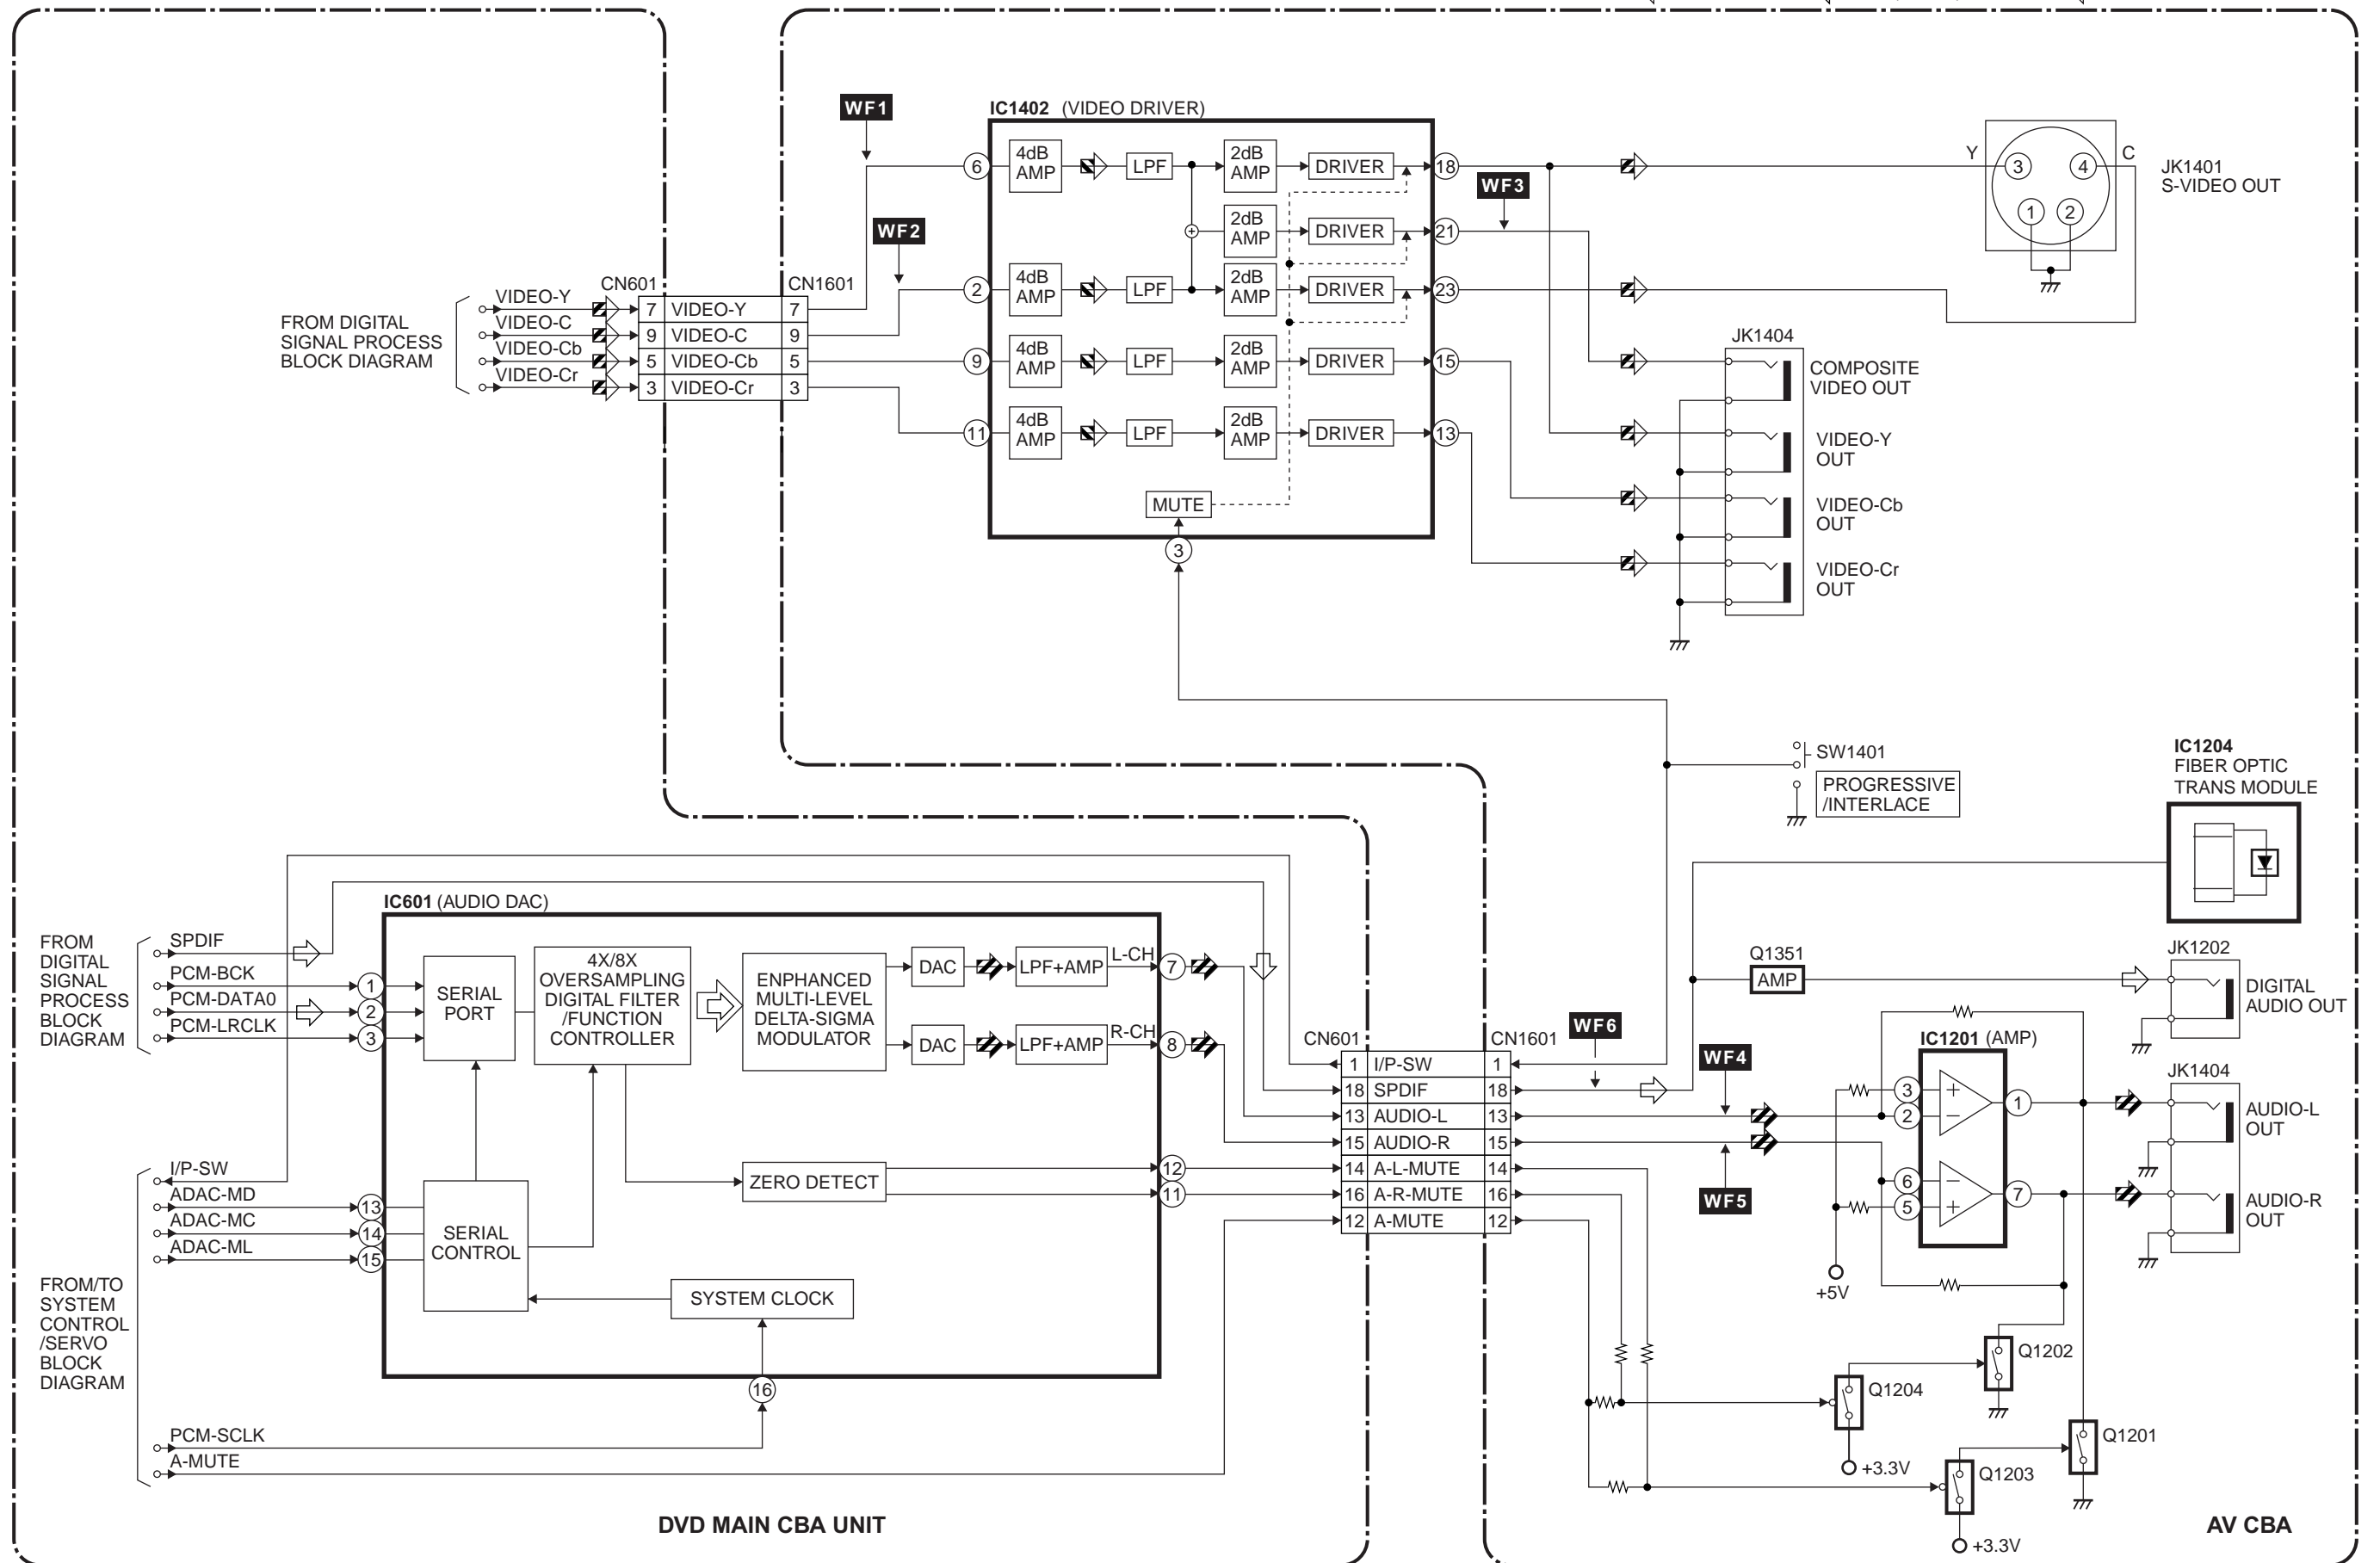 WF1
IC1402 (VIDEO DRIVER)
6
4dB
AMP
LPF
2dB
AMP
DRIVER
18
WF3
Y
3
4
C
1
2
JK1401
S-VIDEO OUT
WF2
2dB
AMP
DRIVER
21
+
2
4dB
AMP
LPF
2dB
AMP
DRIVER
23
FROM DIGITAL
SIGNAL PROCESS
BLOCK DIAGRAM
VIDEO-Y
VIDEO-C
VIDEO-Cb
VIDEO-Cr
CN601
CN1601
7 VIDEO-Y 7
9 VIDEO-C 9
5 VIDEO-Cb 5
3 VIDEO-Cr 3
9
4dB
AMP
LPF
2dB
AMP
DRIVER
15
11
4dB
AMP
LPF
2dB
AMP
DRIVER
13
MUTE
3
JK1404
COMPOSITE
VIDEO OUT
VIDEO-Y
OUT
VIDEO-Cb
OUT
VIDEO-Cr
OUT
SW1401
PROGRESSIVE
/INTERLACE
IC1204
FIBER OPTIC
TRANS MODULE
IC601 (AUDIO DAC)
FROM
DIGITAL
SIGNAL
PROCESS
BLOCK
DIAGRAM
SPDIF
PCM-BCK
PCM-DATA0
PCM-LRCLK
1
2
3
SERIAL
PORT
4X/8X
OVERSAMPLING
DIGITAL FILTER
/FUNCTION
CONTROLLER
ENPHANCED
MULTI-LEVEL
DELTA-SIGMA
MODULATOR
DAC
LPF+AMP
L-CH
7
DAC
LPF+AMP
R-CH
8
Q1351
AMP
JK1202
DIGITAL
AUDIO OUT
CN601
WF6
CN1601
1 I/P-SW 1
18 SPDIF 18
13 AUDIO-L 13
15 AUDIO-R 15
14 A-L-MUTE 14
16 A-R-MUTE 16
12 A-MUTE 12
WF4
WF5
IC1201 (AMP)
3
+
2
−
1
6
−
5
+
7
+5V
JK1404
AUDIO-L
OUT
AUDIO-R
OUT
FROM/TO
SYSTEM
CONTROL
/SERVO
BLOCK
DIAGRAM
I/P-SW
ADAC-MD
ADAC-MC
ADAC-ML
13
14
15
SERIAL
CONTROL
ZERO DETECT
12
11
SYSTEM CLOCK
16
PCM-SCLK
A-MUTE
Q1202
Q1204
+3.3V
Q1201
Q1203
+3.3V
DVD MAIN CBA UNIT
AV CBA